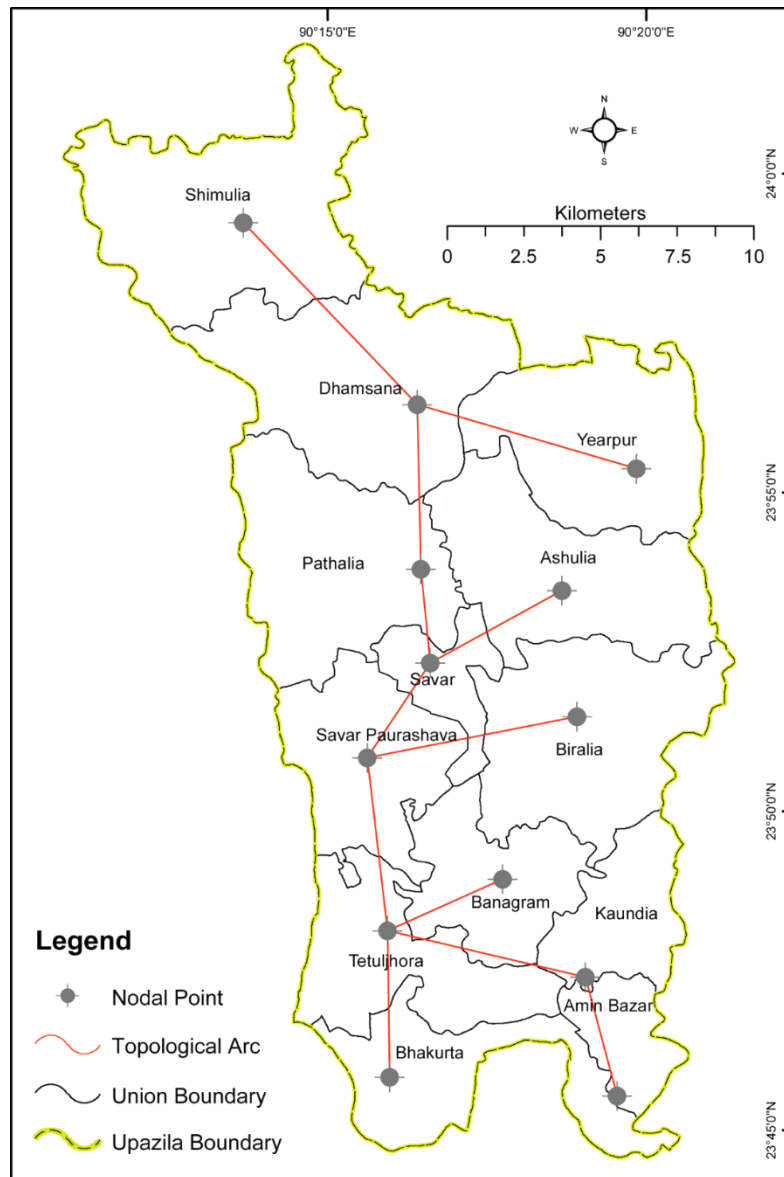 90°15'0"E
90°20'0"E
N
W
E
S
24°0'0"N
Shimulia
Kilometers
0
2.5
5
7.5
10
Dhamsana
Yearpur
23°55'0"N
Ashulia
Pathalia
Savar
Savar Paurashava
Biralia
23°50'0"N
Banagram
Kaundia
Legend
Tetuljhora
Nodal Point
Amin Bazar
Topological Arc
Bhakurta
Union Boundary
Upazila Boundary
23°45'0"N